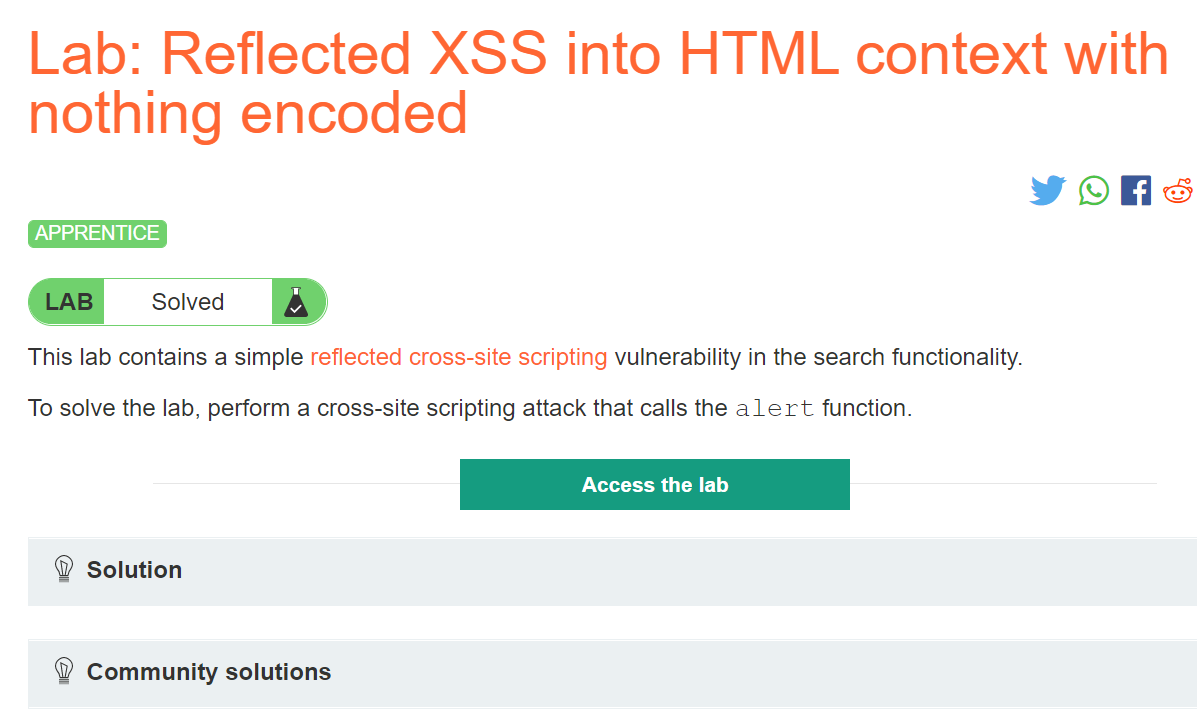 Lab: Reflected XSS into HTML context with
nothing encoded
APPRENTICE
LAB Solved
This lab contains a simple reflected cross-site scripting vulnerability in the search functionality.
To solve the lab, perform a cross-site scripting attack that calls the alert function.
Access the lab
Solution
Community solutions